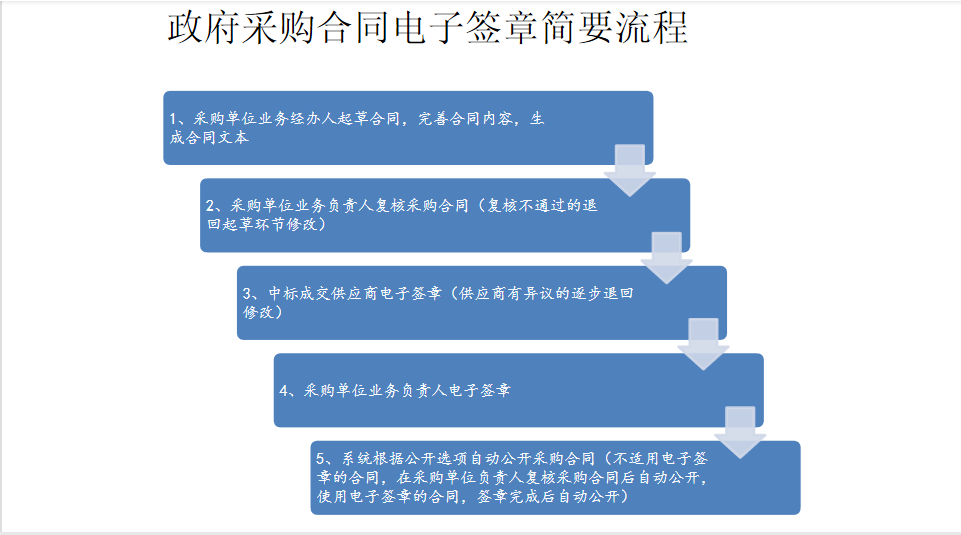 政府采购合同电子签章简要流程
1、采购单位业务经办人起草合同，完善合同内容，生
成合同文本
2、采购单位业务负责人复核采购合同（复核不通过的退
回起草环节修改）
3、中标成交供应商电子签章（供应商有异议的逐步退回
修改）
4、采购单位业务负责人电子签章
5、系统根据公开选项自动公开采购合同（不适用电子签
章的合同，在采购单位负责人复核采购合同后自动公开，
使用电子签章的合同，签章完成后自动公开）